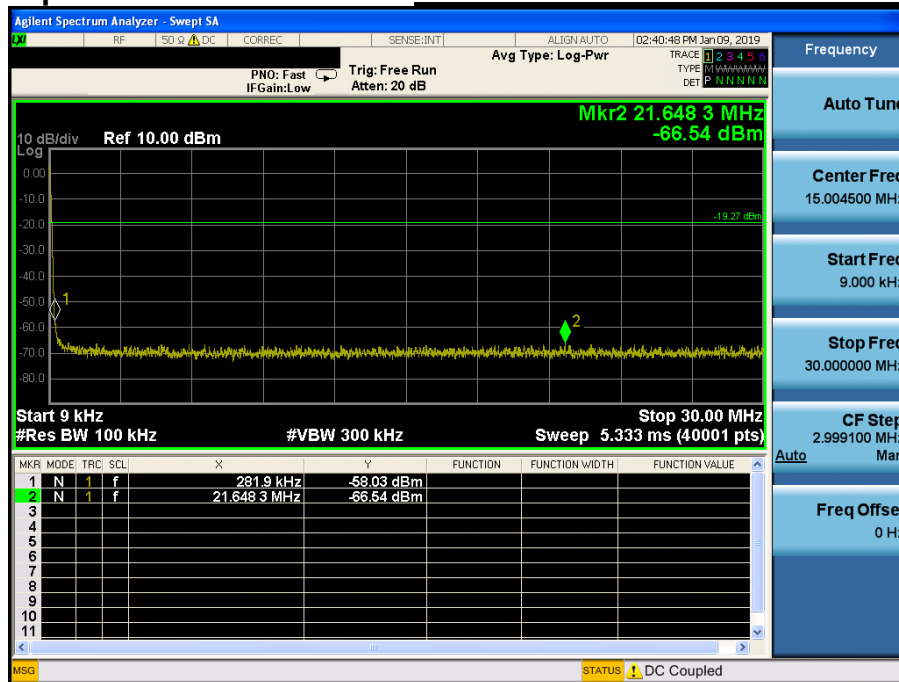 Agilent Spectrum Analyzer - Swept SA
LXI RF 50 Ω DC CORREC SENSE:INT ALIGN AUTO 02:40:48 PM Jan 09, 2019
Avg Type: Log-Pwr TRACE 1 2 3 4 5 6
PNO: Fast Trig: Free Run TYPE M WWWWW
IFGain:Low Atten: 20 dB DET P N N N N N
Mkr2 21.648 3 MHz
10 dB/div Ref 10.00 dBm -66.54 dBm
Log
0.00
-10.0
-19.27 dBm
-20.0
-30.0
-40.0
-50.0
1
-60.0
2
-70.0
-80.0
Start 9 kHz Stop 30.00 MHz
#Res BW 100 kHz #VBW 300 kHz Sweep 5.333 ms (40001 pts)
MKR MODE TRC SCL X Y FUNCTION FUNCTION WIDTH FUNCTION VALUE
1 N 1 f 281.9 kHz -58.03 dBm
2 N 1 f 21.648 3 MHz -66.54 dBm
3
4
5
6
7
8
9
10
11
MSG STATUS DC Coupled
Frequency
Auto Tune
Center Freq
15.004500 MHz
Start Freq
9.000 kHz
Stop Freq
30.000000 MHz
CF Step
2.999100 MHz
Auto Man
Freq Offset
0 Hz